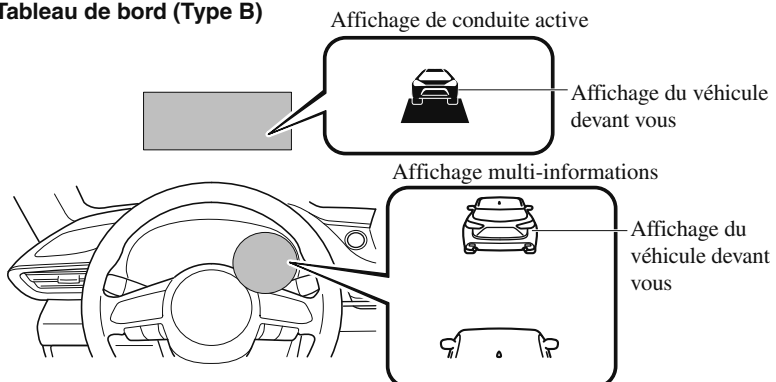 Tableau de bord (Type B)
Affichage de conduite active
Affichage du véhicule
devant vous
Affichage multi-informations
Affichage du
véhicule devant
vous